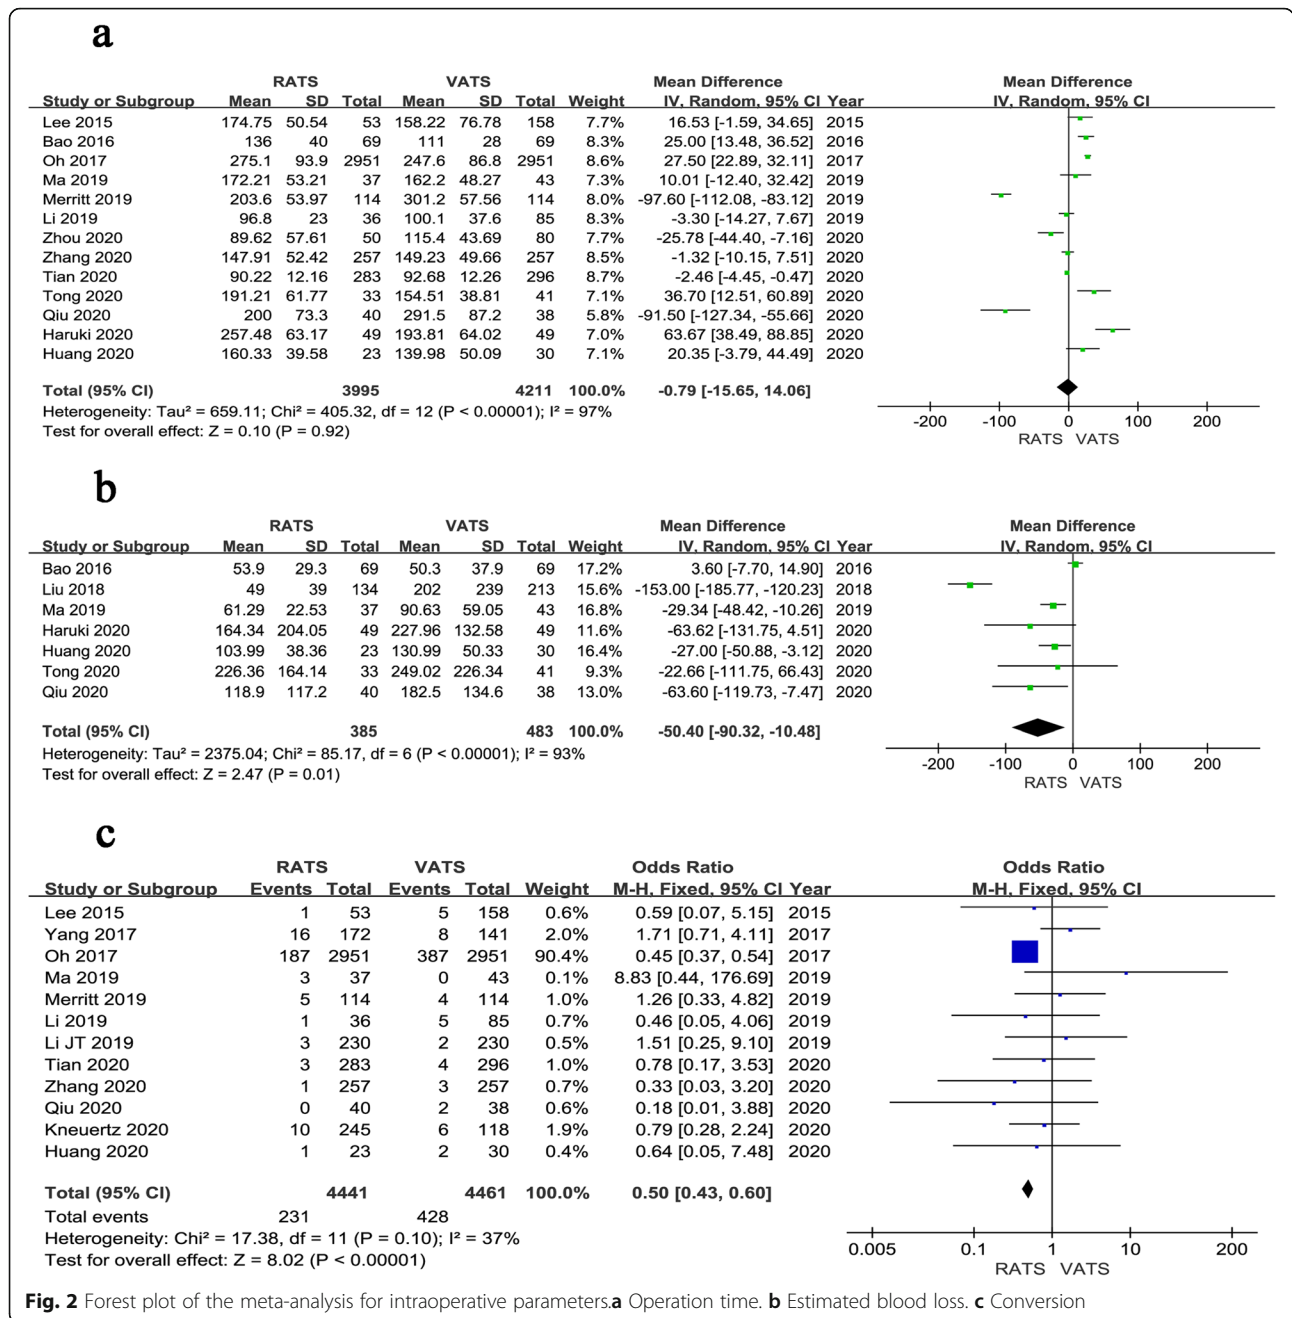 a
RATS VATS Mean Difference Mean Difference
Study or Subgroup Mean SD Total Mean SD Total Weight IV, Random, 95% CI Year IV, Random, 95% CI
Lee 2015 174.75 50.54 53 158.22 76.78 158 7.7% 16.53 [-1.59, 34.65] 2015
Bao 2016 136 40 69 111 28 69 8.2% 25.00 [13.48, 36.52] 2016
Oh 2017 275.1 93.9 2951 247.6 86.8 2951 8.6% 27.50 [22.89, 32.11] 2017
Ma 2019 172.21 53.21 37 162.2 48.27 43 7.3% 10.01 [-12.40, 32.42] 2019
Merritt 2019 203.6 53.97 114 301.2 57.56 114 8.0% -97.60 [-112.08, -83.12] 2019
Li 2019 96.8 23 36 100.1 37.6 85 8.3% -3.30 [-14.27, 7.67] 2019
Zhou 2020 89.62 57.61 50 115.4 43.69 80 7.7% -25.78 [-44.40, -7.16] 2020
Zhang 2020 147.91 52.42 257 149.23 49.66 257 8.5% -1.32 [-10.15, 7.51] 2020
Tian 2020 90.22 12.16 283 92.68 12.26 296 8.7% -2.46 [-4.45, -0.47] 2020
Tong 2020 191.21 61.77 33 154.51 38.81 41 7.1% 36.70 [12.51, 60.89] 2020
Qiu 2020 200 73.3 40 291.5 87.2 38 5.8% -91.50 [-127.34, -55.66] 2020
Haruki 2020 257.48 63.17 49 193.81 64.02 49 7.0% 63.67 [38.49, 88.85] 2020
Huang 2020 160.33 39.58 23 139.98 50.09 30 7.1% 20.35 [-3.79, 44.49] 2020
Total (95% CI) 3995 4211 100.0% -0.79 [-15.65, 14.06]
Heterogeneity: Tau² = 659.11; Chi² = 405.32, df = 12 (P < 0.00001); I² = 97%
Test for overall effect: Z = 0.10 (P = 0.92)
-200 -100 0 100 200
RATS VATS
b
RATS VATS Mean Difference Mean Difference
Study or Subgroup Mean SD Total Mean SD Total Weight IV, Random, 95% CI Year IV, Random, 95% CI
Bao 2016 53.9 29.3 69 50.3 37.9 69 17.2% 3.60 [-7.70, 14.90] 2016
Liu 2018 49 39 134 202 239 213 15.6% -153.00 [-185.77, -120.23] 2018
Ma 2019 61.29 22.53 37 90.63 59.05 43 16.8% -29.34 [-48.42, -10.26] 2019
Haruki 2020 164.34 204.05 49 227.96 132.58 49 11.6% -63.62 [-131.75, 4.51] 2020
Huang 2020 103.99 38.36 23 130.99 50.33 30 16.4% -27.00 [-50.88, -3.12] 2020
Tong 2020 226.36 164.14 33 249.02 226.34 41 9.3% -22.66 [-111.75, 66.43] 2020
Qiu 2020 118.9 117.2 40 182.5 134.6 38 13.0% -63.60 [-119.73, -7.47] 2020
Total (95% CI) 385 483 100.0% -50.40 [-90.32, -10.48]
Heterogeneity: Tau² = 2375.04; Chi² = 85.17, df = 6 (P < 0.00001); I² = 93%
Test for overall effect: Z = 2.47 (P = 0.01)
-200 -100 0 100 200
RATS VATS
c
RATS VATS Odds Ratio Odds Ratio
Study or Subgroup Events Total Events Total Weight M-H, Fixed, 95% CI Year M-H, Fixed, 95% CI
Lee 2015 1 53 5 158 0.6% 0.59 [0.07, 5.15] 2015
Yang 2017 16 172 8 141 2.0% 1.71 [0.71, 4.11] 2017
Oh 2017 187 2951 387 2951 90.4% 0.45 [0.37, 0.54] 2017
Ma 2019 3 37 0 43 0.1% 8.83 [0.44, 176.69] 2019
Merritt 2019 5 114 4 114 1.0% 1.26 [0.33, 4.82] 2019
Li 2019 1 36 5 85 0.7% 0.46 [0.05, 4.06] 2019
Li JT 2019 3 230 2 230 0.5% 1.51 [0.25, 9.10] 2019
Tian 2020 3 283 4 296 0.9% 0.78 [0.17, 3.53] 2020
Zhang 2020 1 257 3 257 0.7% 0.33 [0.03, 3.20] 2020
Qiu 2020 0 40 2 38 0.6% 0.18 [0.01, 3.88] 2020
Kneuertz 2020 10 245 6 118 1.9% 0.79 [0.28, 2.24] 2020
Huang 2020 1 23 2 30 0.4% 0.64 [0.05, 7.48] 2020
Total (95% CI) 4441 4461 100.0% 0.50 [0.43, 0.60]
Total events 231 428
Heterogeneity: Chi² = 17.38, df = 11 (P = 0.10); I² = 37%
Test for overall effect: Z = 8.02 (P < 0.00001)
0.005 0.1 1 10 200
RATS VATS
Fig. 2 Forest plot of the meta-analysis for intraoperative parameters.a Operation time. b Estimated blood loss. c Conversion